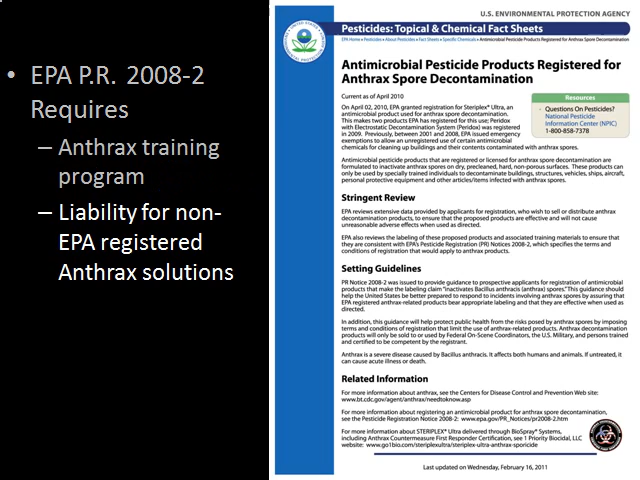 • EPA P.R. 2008-2
Requires
– Anthrax training
program
– Liability for non-
EPA registered
Anthrax solutions
U.S. ENVIRONMENTAL PROTECTION AGENCY
Pesticides: Topical & Chemical Fact Sheets
EPA Home • Pesticides • About Pesticides • Fact Sheets • Specific Chemicals • Antimicrobial Pesticide Products Registered for Anthrax Decontamination
Antimicrobial Pesticide Products Registered for
Anthrax Spore Decontamination
Current as of April 2010
On April 02, 2010, EPA granted registration for Steriplex® Ultra, an
antimicrobial product used for anthrax spore decontamination.
This makes two products EPA has registered for this use; Peridox
with Electrostatic Decontamination System (Peridox) was registered
in 2009. Previously, between 2001 and 2008, EPA issued emergency
exemptions to allow an unregistered use of certain antimicrobial
chemicals for cleaning up buildings and their contents contaminated with anthrax spores.
Resources
• Questions On Pesticides?
National Pesticide
Information Center (NPIC)
1-800-858-7378
Antimicrobial pesticide products that are registered or licensed for anthrax spore decontamination are
formulated to inactivate anthrax spores on dry, precleaned, hard, non-porous surfaces. These products can
only be used by specially trained individuals to decontaminate buildings, structures, vehicles, ships, aircraft,
personal protective equipment and other articles/items infected with anthrax spores.
Stringent Review
EPA reviews extensive data provided by applicants for registration, who wish to sell or distribute anthrax
decontamination products, to ensure that the proposed products are effective and will not cause
unreasonable adverse effects when used as directed.
EPA also reviews the labeling of these proposed products and associated training materials to ensure that
they are consistent with EPA's Pesticide Registration (PR) Notices 2008-2, which specifies the terms and
conditions of registration that would apply to anthrax products.
Setting Guidelines
PR Notice 2008-2 was issued to provide guidance to prospective applicants for registration of antimicrobial
products that make the labeling claim "inactivates Bacillus anthracis (anthrax) spores." This guidance should
help the United States be better prepared to respond to incidents involving anthrax spores by assuring that
EPA registered anthrax-related products bear appropriate labeling and that they are effective when used as
directed.
In addition, this guidance will help protect public health from the risks posed by anthrax spores by imposing
terms and conditions of registration that limit the use of anthrax-related products. Anthrax decontamination
products will only be sold to or used by Federal On-Scene Coordinators, the U.S. Military, and persons trained
and certified to be competent by the registrant.
Anthrax is a severe disease caused by Bacillus anthracis. It affects both humans and animals. If untreated, it
can cause acute illness or death.
Related Information
For more information about anthrax, see the Centers for Disease Control and Prevention Web site:
www.bt.cdc.gov/agent/anthrax/needtoknow.asp
For more information about registering an antimicrobial product for anthrax spore decontamination,
see the Pesticide Registration Notice 2008-2: www.epa.gov/PR_Notices/pr2008-2.htm
For more information about STERIPLEX® Ultra delivered through BioSpray® Systems,
including Anthrax Countermeasure First Responder Certification, see 1 Priority Biocidal, LLC
website: www.go1bio.com/steriplexultra/steriplex-ultra-anthrax-sporicide
Last updated on Wednesday, February 16, 2011